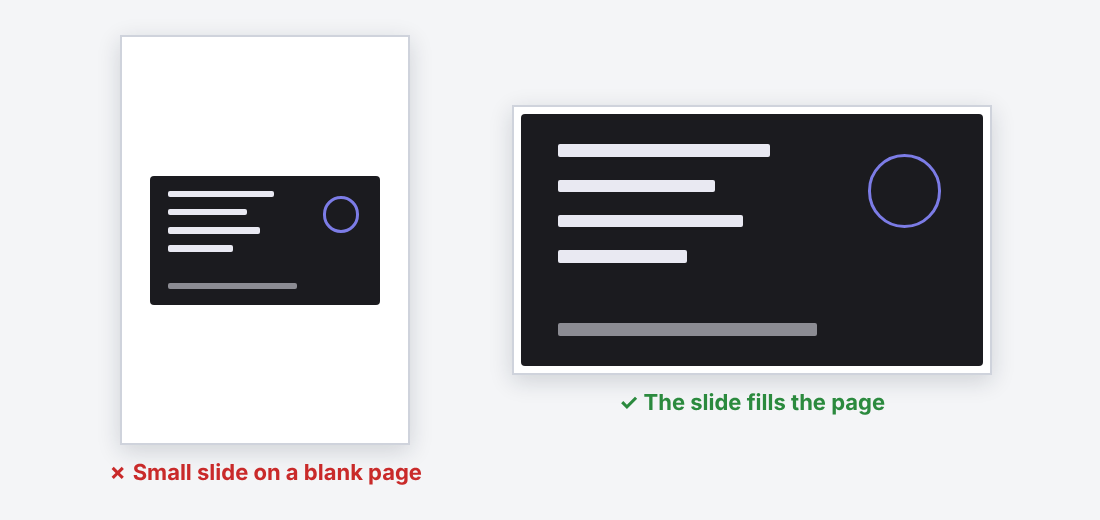 ✓ The slide fills the page
× Small slide on a blank page